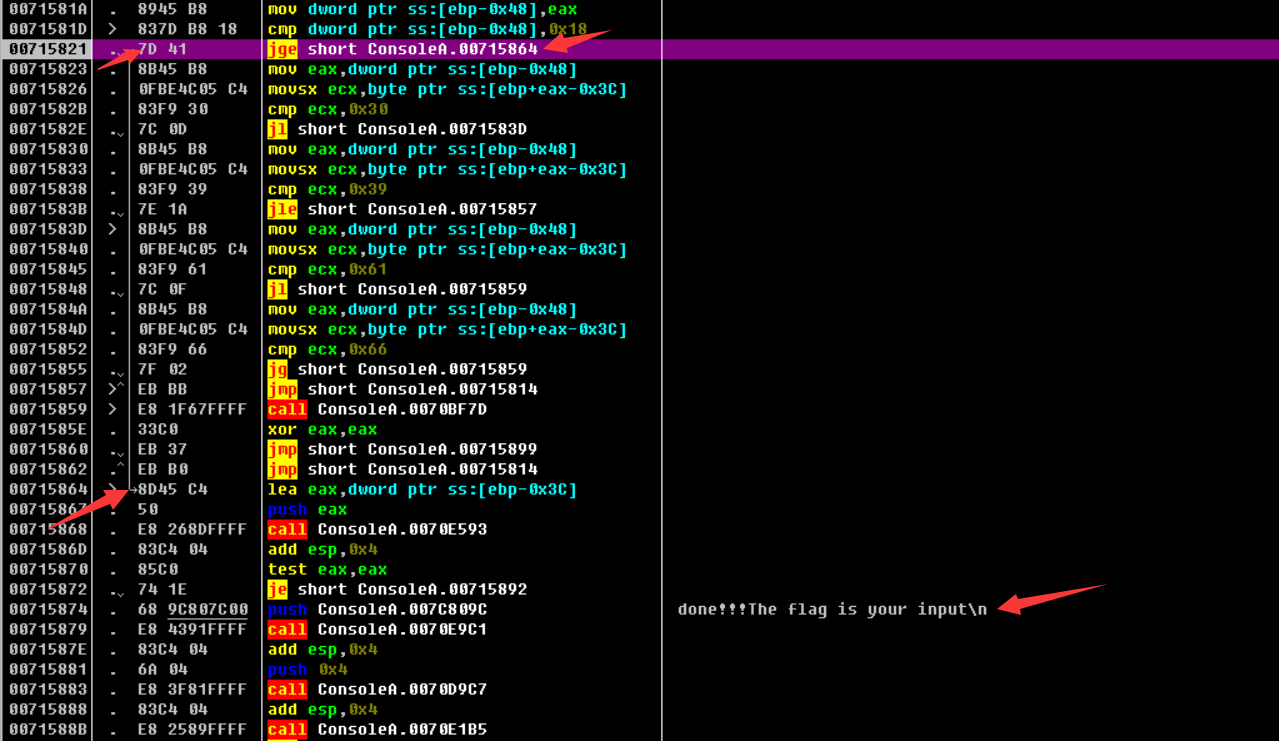 0071581A . 8945 B8 mov dword ptr ss:[ebp-0x48],eax
0071581D > 837D B8 18 cmp dword ptr ss:[ebp-0x48],0x18
00715821 . 7D 41 jge short ConsoleA.00715864
00715823 . 8B45 B8 mov eax,dword ptr ss:[ebp-0x48]
00715826 . 0FBE4C05 C4 movsx ecx,byte ptr ss:[ebp+eax-0x3C]
0071582B . 83F9 30 cmp ecx,0x30
0071582E . 7C 0D jl short ConsoleA.0071583D
00715830 . 8B45 B8 mov eax,dword ptr ss:[ebp-0x48]
00715833 . 0FBE4C05 C4 movsx ecx,byte ptr ss:[ebp+eax-0x3C]
00715838 . 83F9 39 cmp ecx,0x39
0071583B . 7E 1A jle short ConsoleA.00715857
0071583D > 8B45 B8 mov eax,dword ptr ss:[ebp-0x48]
00715840 . 0FBE4C05 C4 movsx ecx,byte ptr ss:[ebp+eax-0x3C]
00715845 . 83F9 61 cmp ecx,0x61
00715848 . 7C 0F jl short ConsoleA.00715859
0071584A . 8B45 B8 mov eax,dword ptr ss:[ebp-0x48]
0071584D . 0FBE4C05 C4 movsx ecx,byte ptr ss:[ebp+eax-0x3C]
00715852 . 83F9 66 cmp ecx,0x66
00715855 . 7F 02 jg short ConsoleA.00715859
00715857 > EB BB jmp short ConsoleA.00715814
00715859 > E8 1F67FFFF call ConsoleA.0070BF7D
0071585E . 33C0 xor eax,eax
00715860 . EB 37 jmp short ConsoleA.00715899
00715862 . EB B0 jmp short ConsoleA.00715814
00715864 > 8D45 C4 lea eax,dword ptr ss:[ebp-0x3C]
00715867 . 50 push eax
00715868 . E8 268DFFFF call ConsoleA.0070E593
0071586D . 83C4 04 add esp,0x4
00715870 . 85C0 test eax,eax
00715872 . 74 1E je short ConsoleA.00715892
00715874 . 68 9C807C00 push ConsoleA.007C809C done!!!The flag is your input\n
00715879 . E8 4391FFFF call ConsoleA.0070E9C1
0071587E . 83C4 04 add esp,0x4
00715881 . 6A 04 push 0x4
00715883 . E8 3F81FFFF call ConsoleA.0070D9C7
00715888 . 83C4 04 add esp,0x4
0071588B . E8 2589FFFF call ConsoleA.0070E1B5